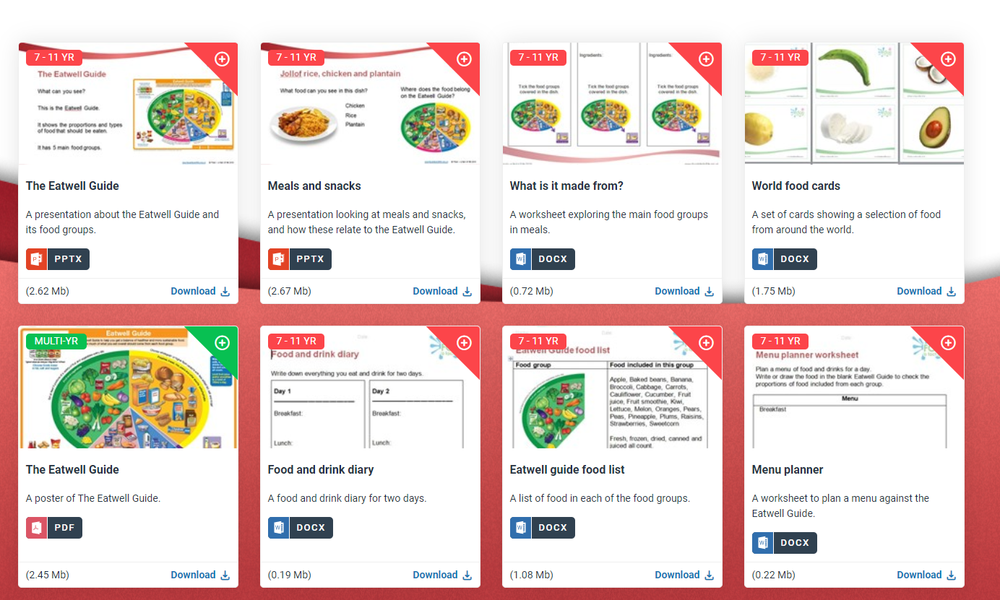 7 - 11 YR
The Eatwell Guide
What can you see?
This is the Eatwell Guide.
It shows the proportions and types
of food that should be eaten.
It has 5 main food groups.
Eatwell Guide
The Eatwell Guide
A presentation about the Eatwell Guide and
its food groups.
PPTX
(2.62 Mb)
Download
7 - 11 YR
Jollof rice, chicken and plantain
What food can you see in this dish?
Chicken
Rice
Plantain
Where does the food belong
on the Eatwell Guide?
Meals and snacks
A presentation looking at meals and snacks,
and how these relate to the Eatwell Guide.
PPTX
(2.67 Mb)
Download
7 - 11 YR
Ingredients:
Ingredients:
Tick the food groups
covered in the dish.
Tick the food groups
covered in the dish.
Tick the food groups
covered in the dish.
What is it made from?
A worksheet exploring the main food groups
in meals.
DOCX
(0.72 Mb)
Download
7 - 11 YR
World food cards
A set of cards showing a selection of food
from around the world.
DOCX
(1.75 Mb)
Download
MULTI-YR
Eatwell Guide
The Eatwell Guide
A poster of The Eatwell Guide.
PDF
(2.45 Mb)
Download
7 - 11 YR
Date
Food and drink diary
Write down everything you eat and drink for two days.
Day 1
Breakfast:
Lunch:
Day 2
Breakfast:
Lunch:
Food and drink diary
A food and drink diary for two days.
DOCX
(0.19 Mb)
Download
7 - 11 YR
Date
Eatwell Guide food list
Food group
Food included in this group
Apple, Baked beans, Banana,
Broccoli, Cabbage, Carrots,
Cauliflower, Cucumber, Fruit
juice, Fruit smoothie, Kiwi,
Lettuce, Melon, Oranges, Pears,
Peas, Pineapple, Plums, Raisins,
Strawberries, Sweetcorn
Fresh, frozen, dried, canned and
juiced all count.
Eatwell guide food list
A list of food in each of the food groups.
DOCX
(1.08 Mb)
Download
7 - 11 YR
Date
Menu planner worksheet
Plan a menu of food and drinks for a day.
Write or draw the food in the blank Eatwell Guide to check the
proportions of food included from each group.
Menu
Breakfast
Menu planner
A worksheet to plan a menu against the
Eatwell Guide.
DOCX
(0.22 Mb)
Download